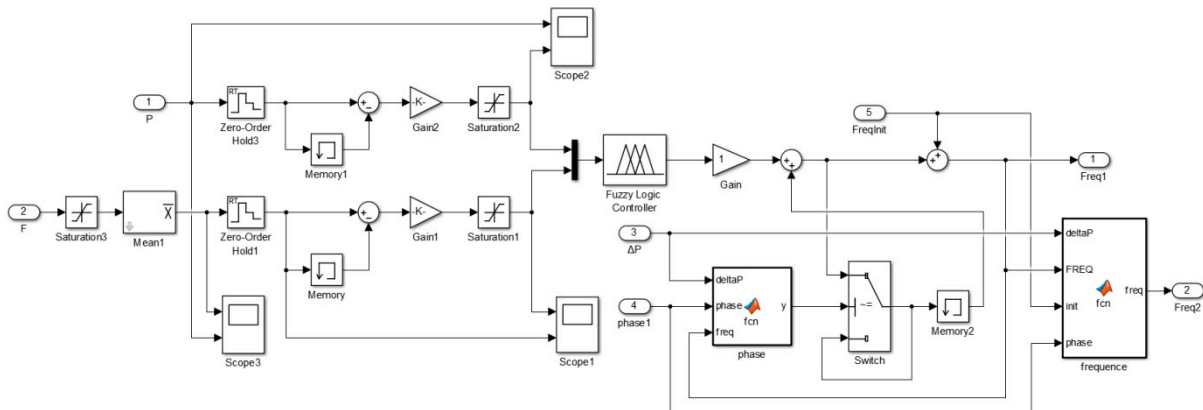 Scope2
1
P
RT
Zero-Order
Hold3
+
−
-K-
Gain2
Saturation2
Memory1
2
F
Saturation3
X
Mean1
RT
Zero-Order
Hold1
+
−
-K-
Gain1
Saturation1
Memory
Scope3
Scope1
Fuzzy Logic
Controller
1
Gain
+
+
5
FreqInit
+
+
1
Freq1
3
ΔP
4
phase1
deltaP
phase
freq
fcn
y
phase
~=
Switch
Memory2
deltaP
FREQ
init
phase
fcn
freq
frequence
2
Freq2